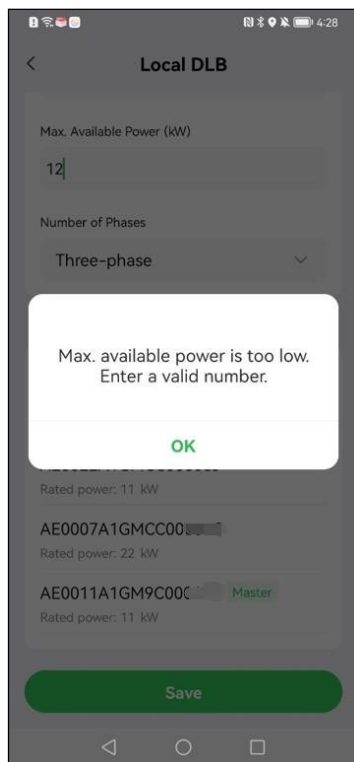 4:28
Local DLB
Max. Available Power (kW)
12
Number of Phases
Three-phase
Max. available power is too low.
Enter a valid number.
OK
Rated power: 11 kW
AE0007A1GMCC00
Rated power: 22 kW
AE0011A1GM9C00
Master
Rated power: 11 kW
Save